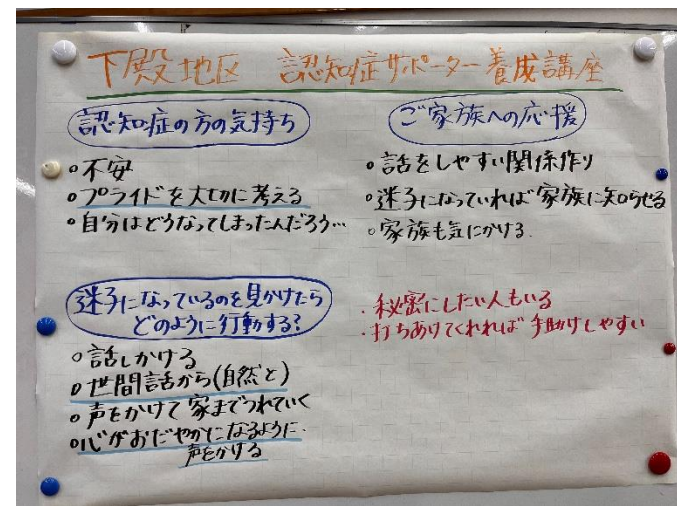 下殿地区 認知症サポーター養成講座
認知症の方の気持ち
○不安
○プライドを大切に考える
○自分はどうなってしまったんだろう…
ご家族への応援
○話をしやすい関係作り
○迷子になっていれば家族に知らせる
○家族も気にかける
・秘密にしたい人もいる
・打ちあけてくれれば手助けしやすい
迷子になっているのを見かけたら
どのように行動する?
○話しかける
○世間話から(自然と)
○声をかけて家までつれていく
○心がおだやかになるように
声をかける